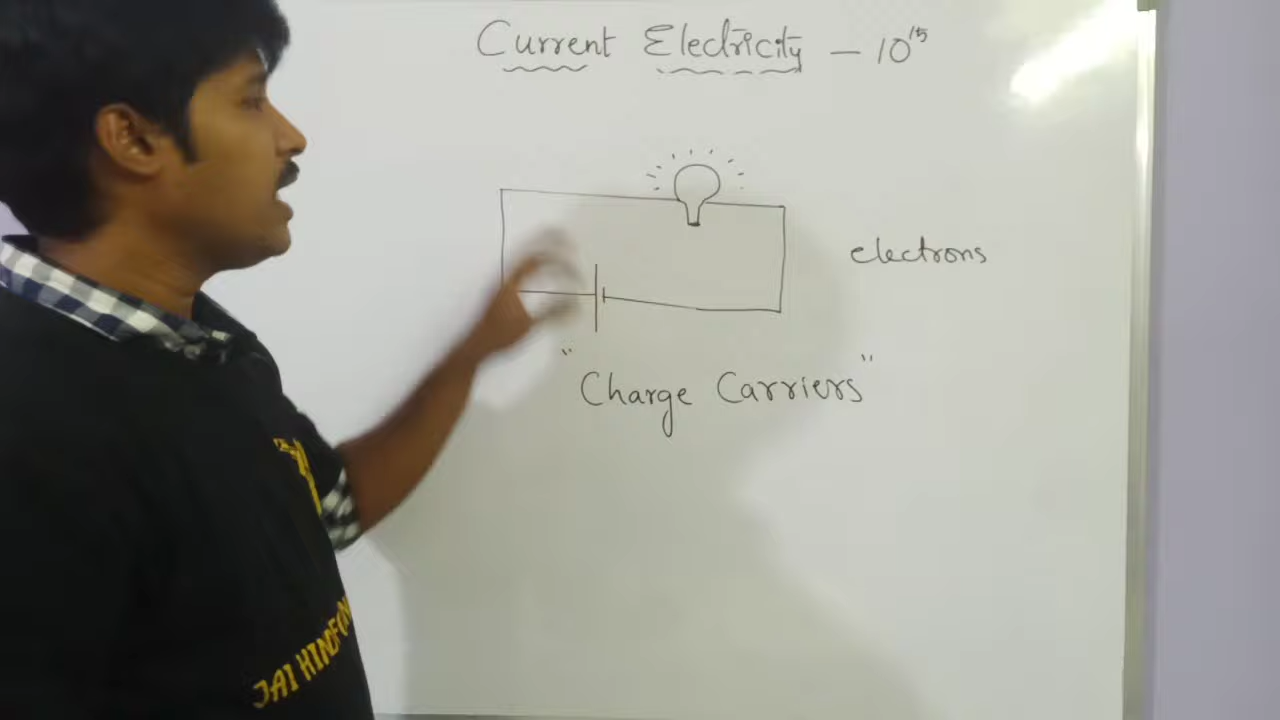 Current Electricity – 10th
electrons
"Charge Carriers"
JAI HIND